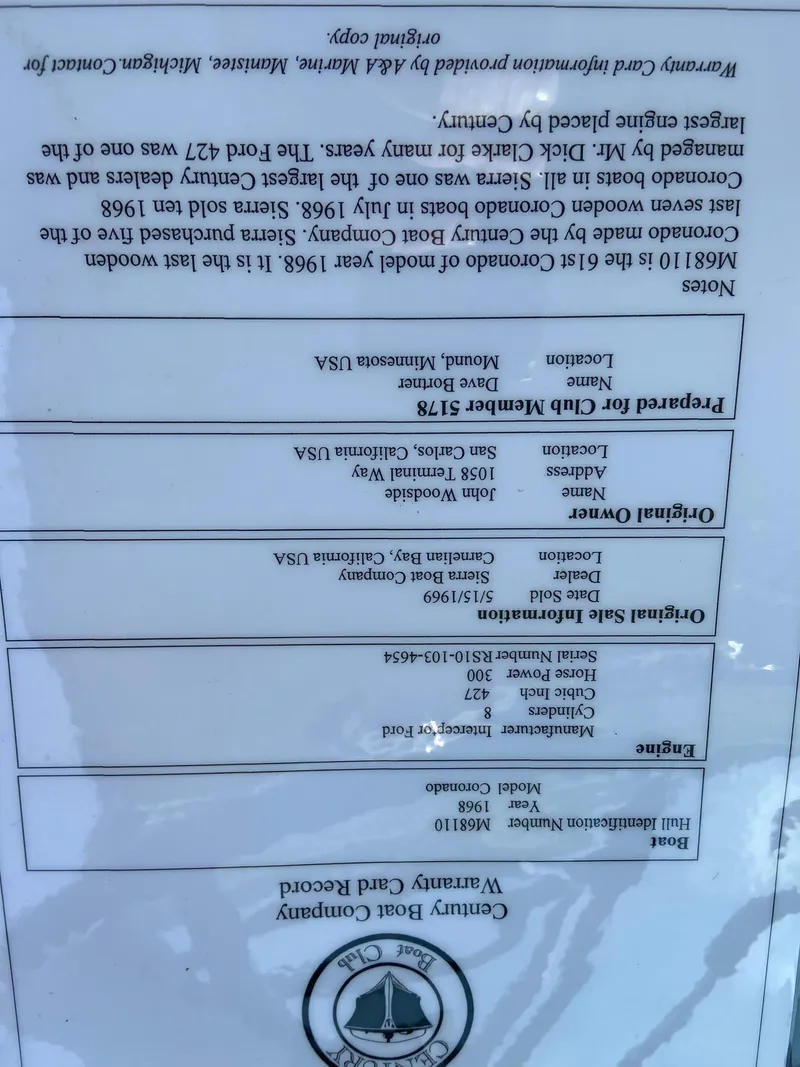 CENTURY
Boat Club
Century Boat Company
Warranty Card Record
Boat
Hull Identification Number M68110
Year 1968
Model Coronado
Engine
Manufacturer Interceptor Ford
Cylinders 8
Cubic Inch 427
Horse Power 300
Serial Number RS10-103-4654
Original Sale Information
Date Sold 5/15/1969
Dealer Sierra Boat Company
Location Carnelian Bay, California USA
Original Owner
Name John Woodside
Address 1058 Terminal Way
Location San Carlos, California USA
Prepared for Club Member 5178
Name Dave Bortner
Location Mound, Minnesota USA
Notes
M68110 is the 61st Coronado of model year 1968. It is the last wooden
Coronado made by the Century Boat Company. Sierra purchased five of the
last seven wooden Coronado boats in July 1968. Sierra sold ten 1968
Coronado boats in all. Sierra was one of the largest Century dealers and was
managed by Mr. Dick Clarke for many years. The Ford 427 was one of the
largest engine placed by Century.
Warranty Card information provided by A&A Marine, Manistee, Michigan. Contact for
original copy.